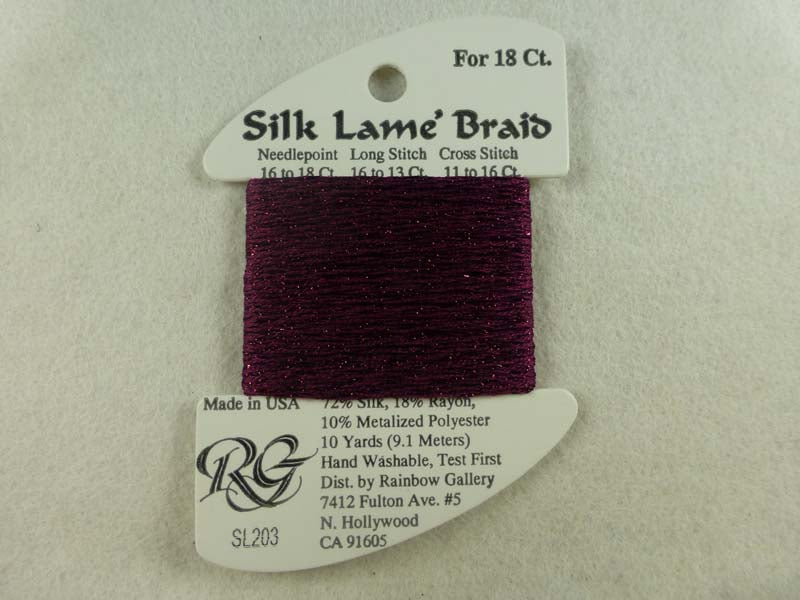 For 18 Ct.
Silk Lame' Braid
Needlepoint Long Stitch Cross Stitch
16 to 18 Ct. 16 to 13 Ct. 11 to 16 Ct.
Made in USA
72% Silk, 18% Rayon,
10% Metalized Polyester
10 Yards (9.1 Meters)
Hand Washable, Test First
Dist. by Rainbow Gallery
7412 Fulton Ave. #5
N. Hollywood
CA 91605
RG
SL203